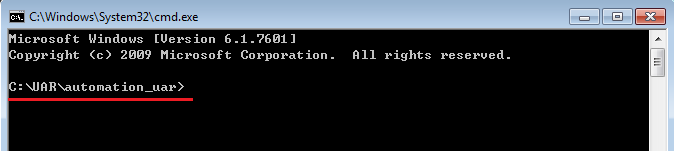 C:\Windows\System32\cmd.exe
Microsoft Windows [Version 6.1.7601]
Copyright (c) 2009 Microsoft Corporation.  All rights reserved.
C:\UAR\automation_uar>